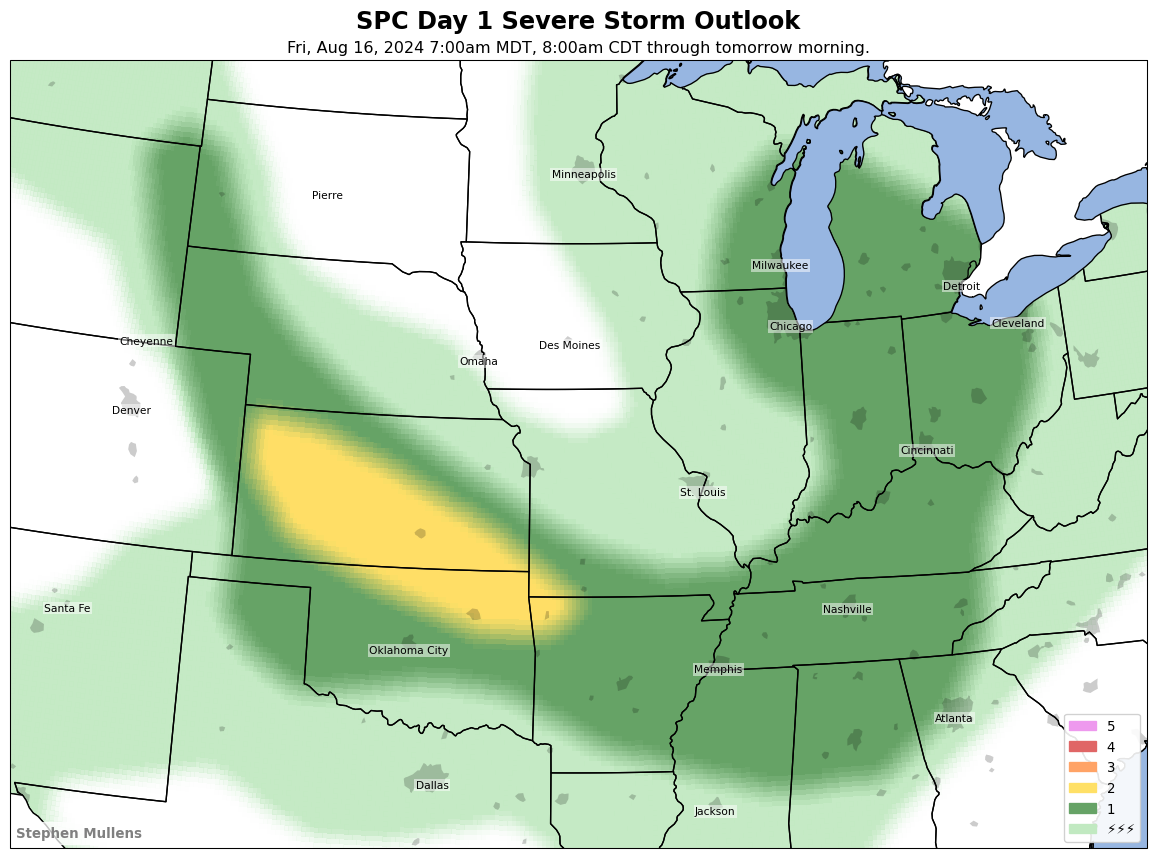 SPC Day 1 Severe Storm Outlook
Fri, Aug 16, 2024 7:00am MDT, 8:00am CDT through tomorrow morning.
Minneapolis
Pierre
Milwaukee
Detroit
Cleveland
Chicago
Cheyenne
Des Moines
Omaha
Denver
Cincinnati
St. Louis
Santa Fe
Nashville
Oklahoma City
Memphis
Atlanta
Dallas
Jackson
5
4
3
2
1
⚡⚡⚡
Stephen Mullens